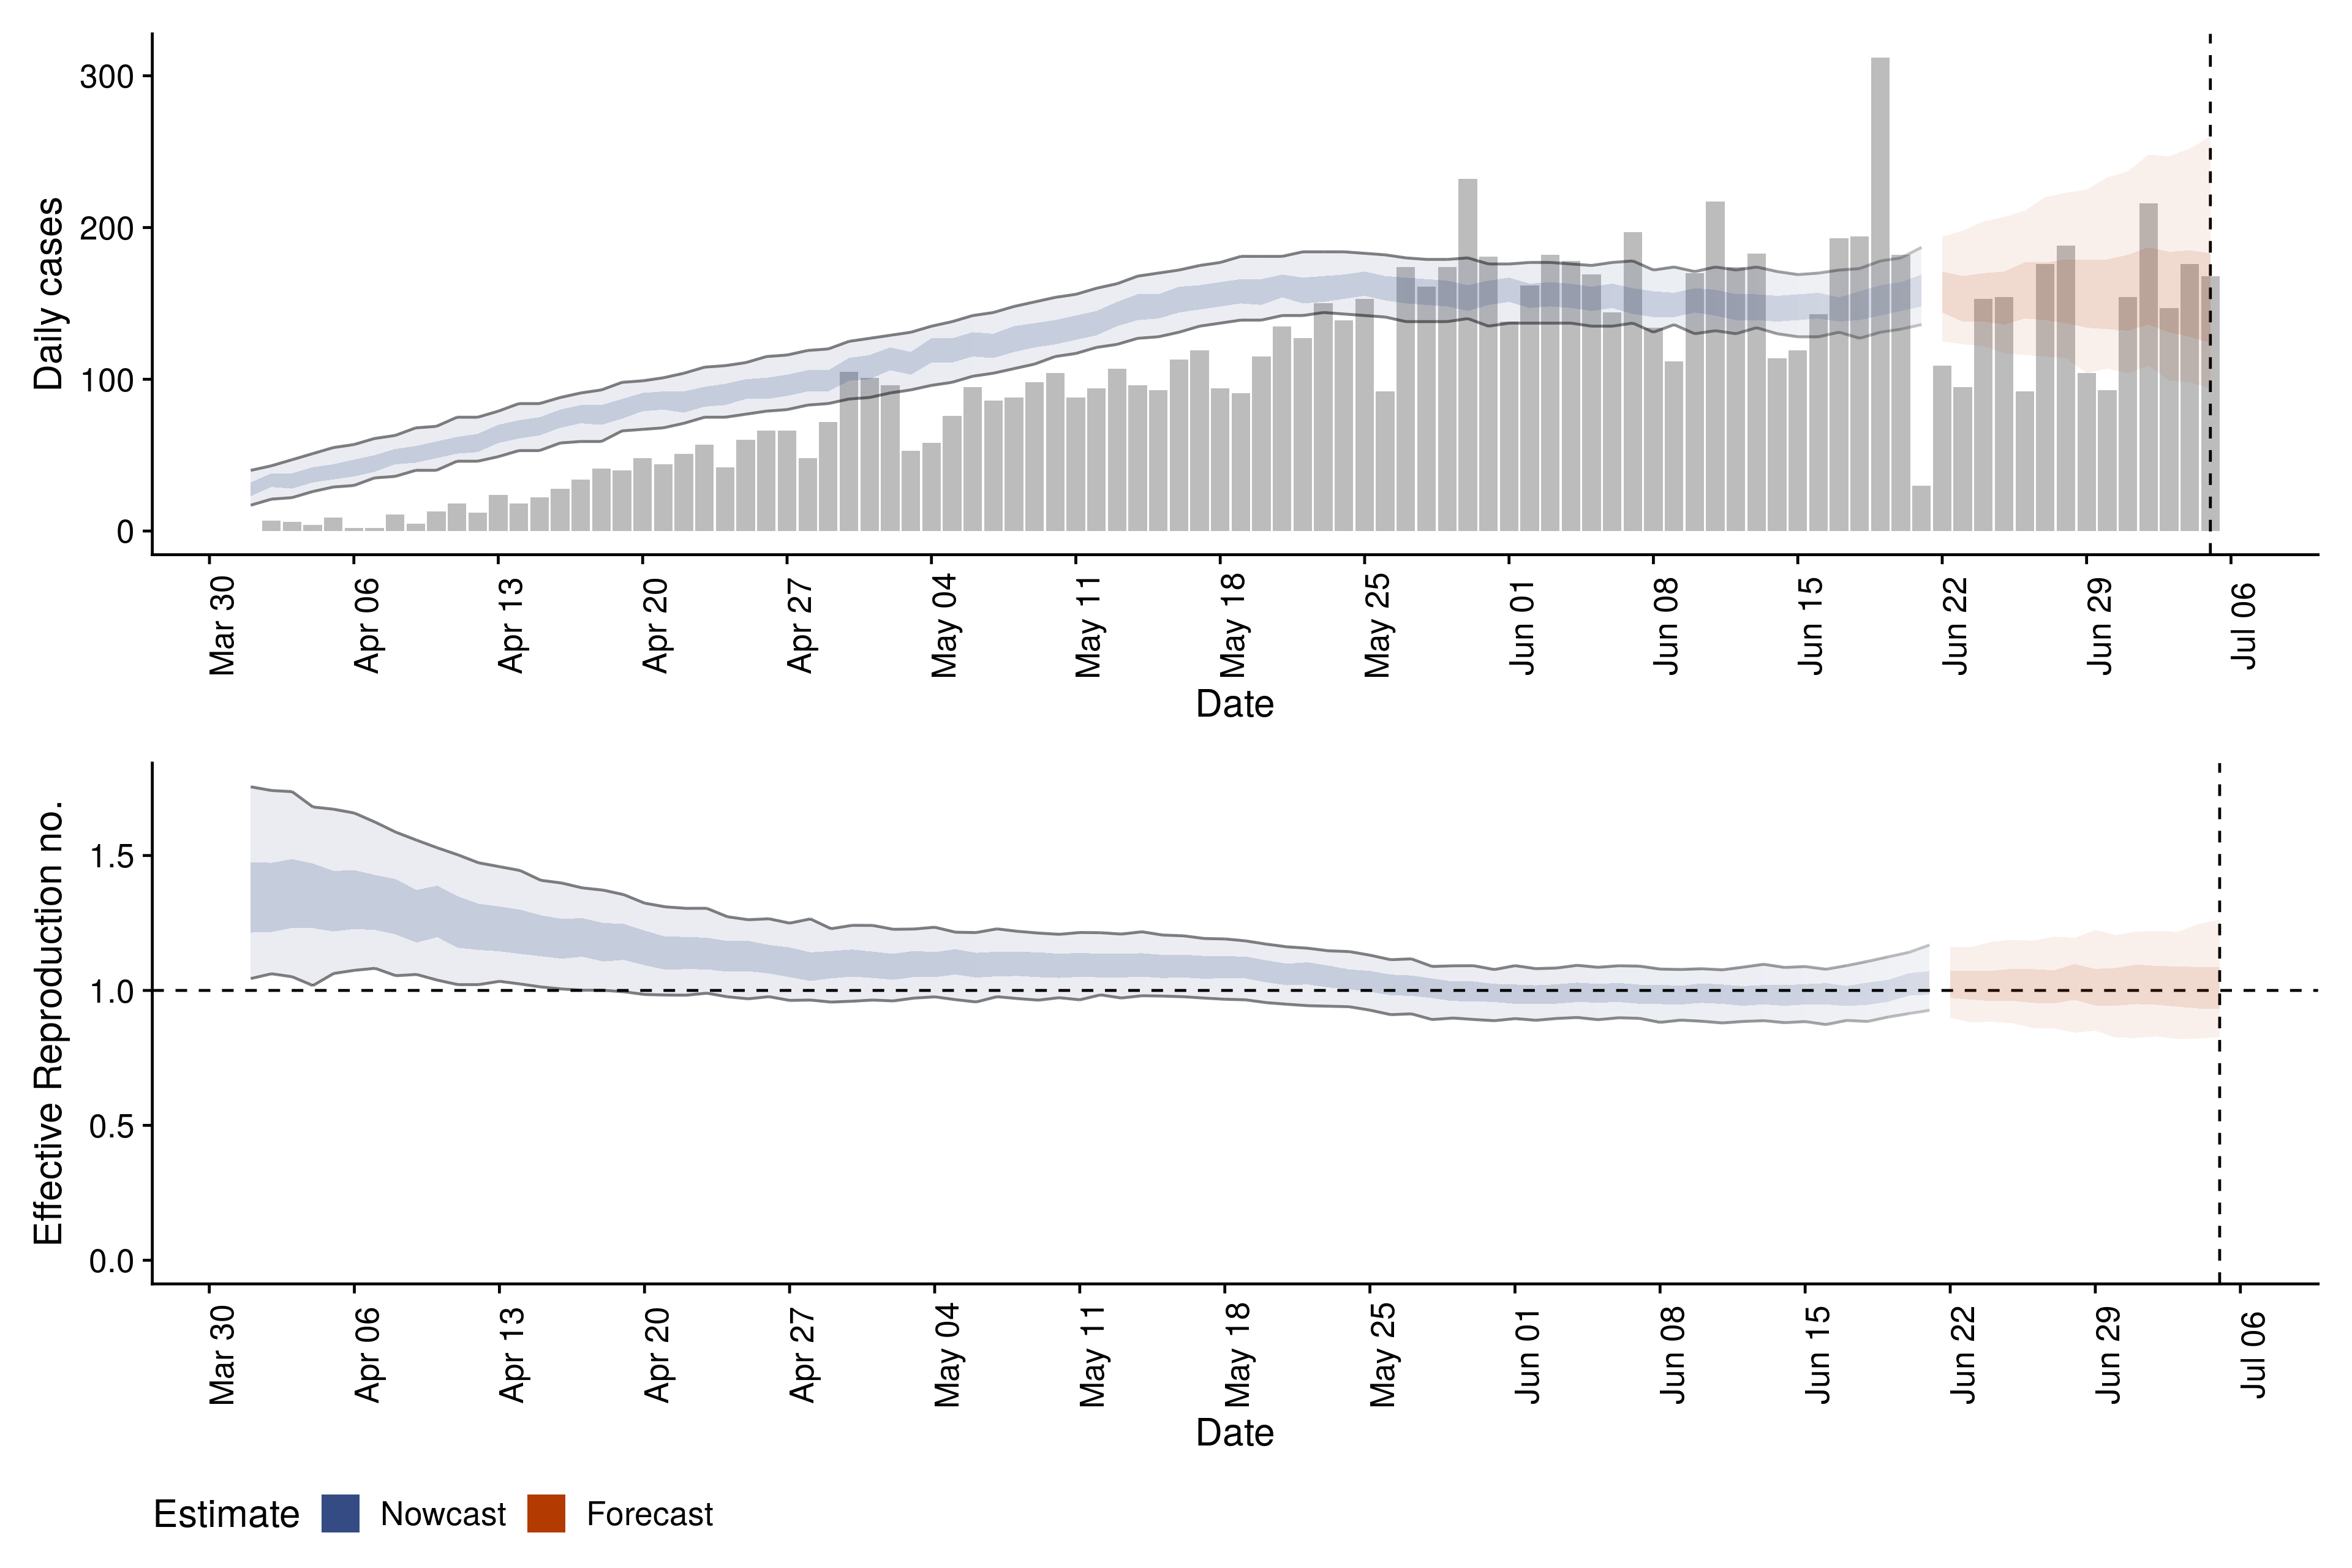 Daily cases
300
200
100
0
Mar 30 Apr 06 Apr 13 Apr 20 Apr 27 May 04 May 11 May 18 May 25 Jun 01 Jun 08 Jun 15 Jun 22 Jun 29 Jul 06
Date
Effective Reproduction no.
1.5
1.0
0.5
0.0
Mar 30 Apr 06 Apr 13 Apr 20 Apr 27 May 04 May 11 May 18 May 25 Jun 01 Jun 08 Jun 15 Jun 22 Jun 29 Jul 06
Date
Estimate Nowcast Forecast